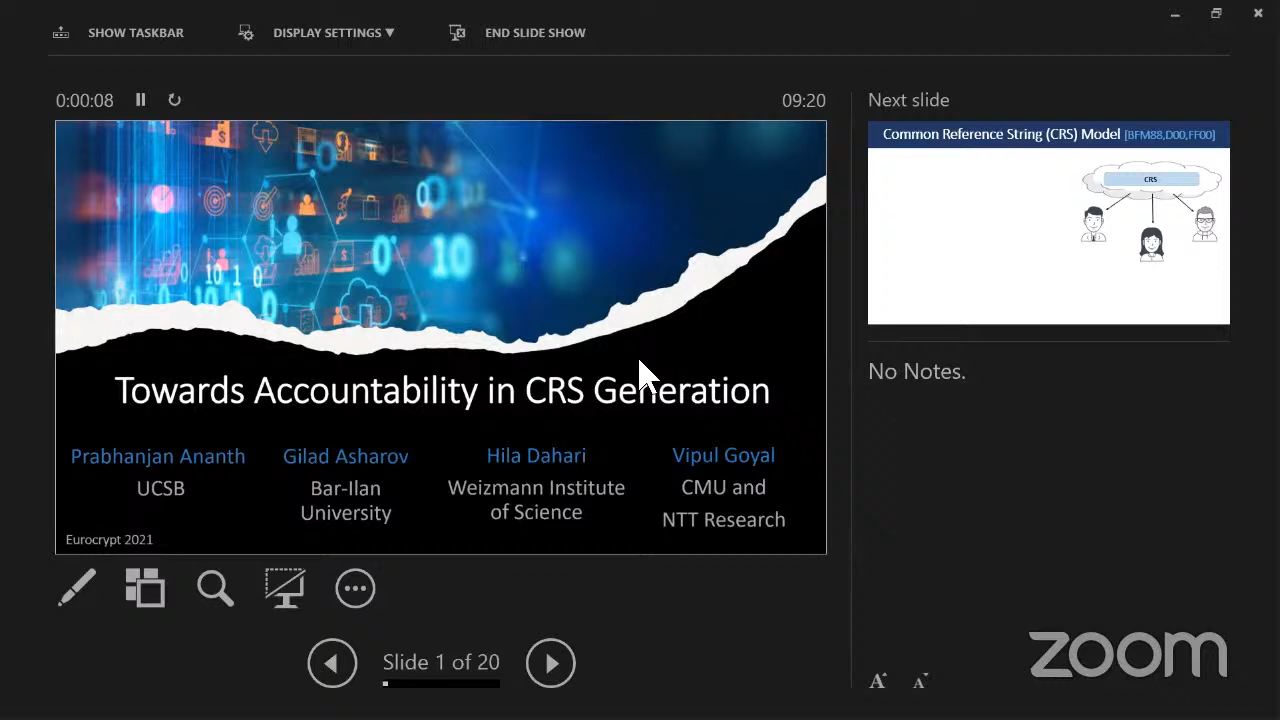 SHOW TASKBAR
DISPLAY SETTINGS ▼
END SLIDE SHOW
0:00:08
09:20
Next slide
Common Reference String (CRS) Model [BFM88,D00,FF00]
CRS
No Notes.
Towards Accountability in CRS Generation
Prabhanjan Ananth
UCSB
Gilad Asharov
Bar-Ilan
University
Hila Dahari
Weizmann Institute
of Science
Vipul Goyal
CMU and
NTT Research
Eurocrypt 2021
Slide 1 of 20
A A
zoom